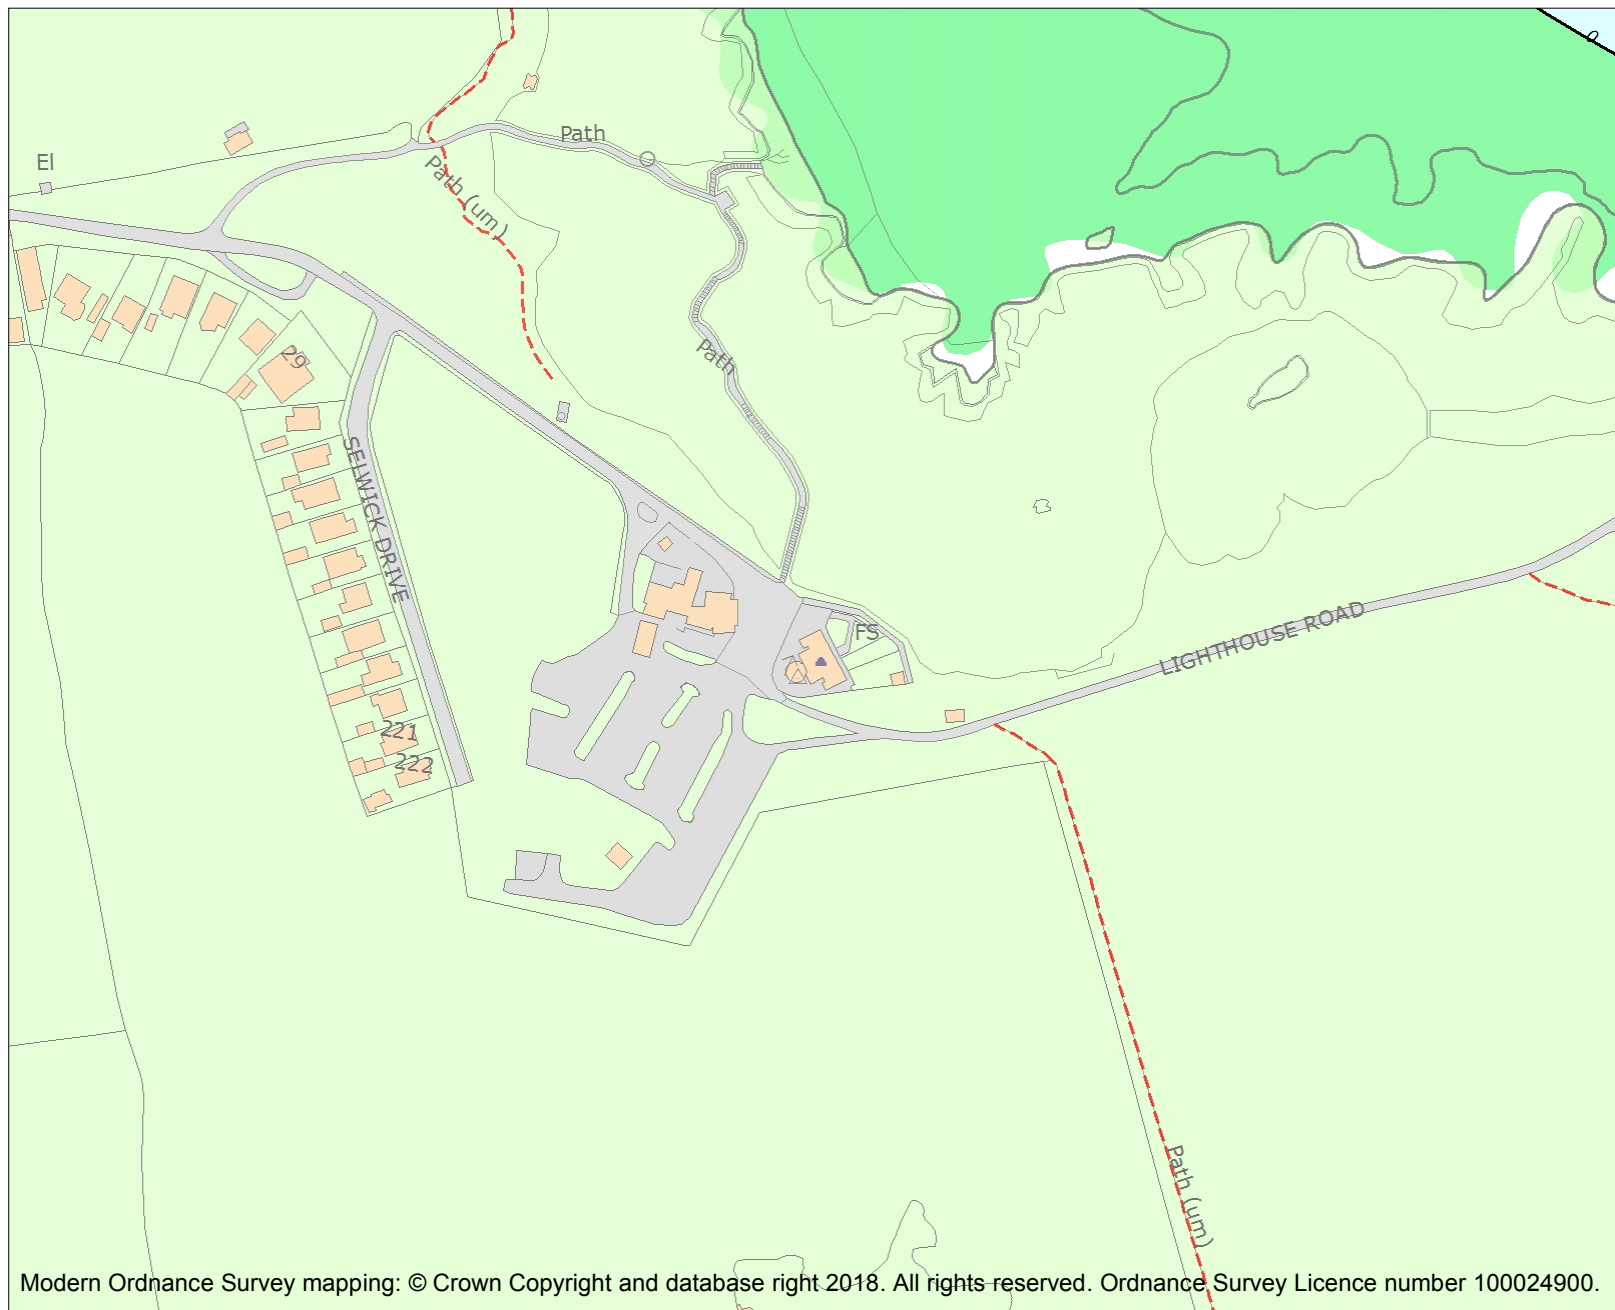 0
Path
El
Path (um)
Path
29
SELWICK DRIVE
FS
LIGHTHOUSE ROAD
221
222
Path (um)
Modern Ordnance Survey mapping: © Crown Copyright and database right 2018. All rights reserved. Ordnance Survey Licence number 100024900.